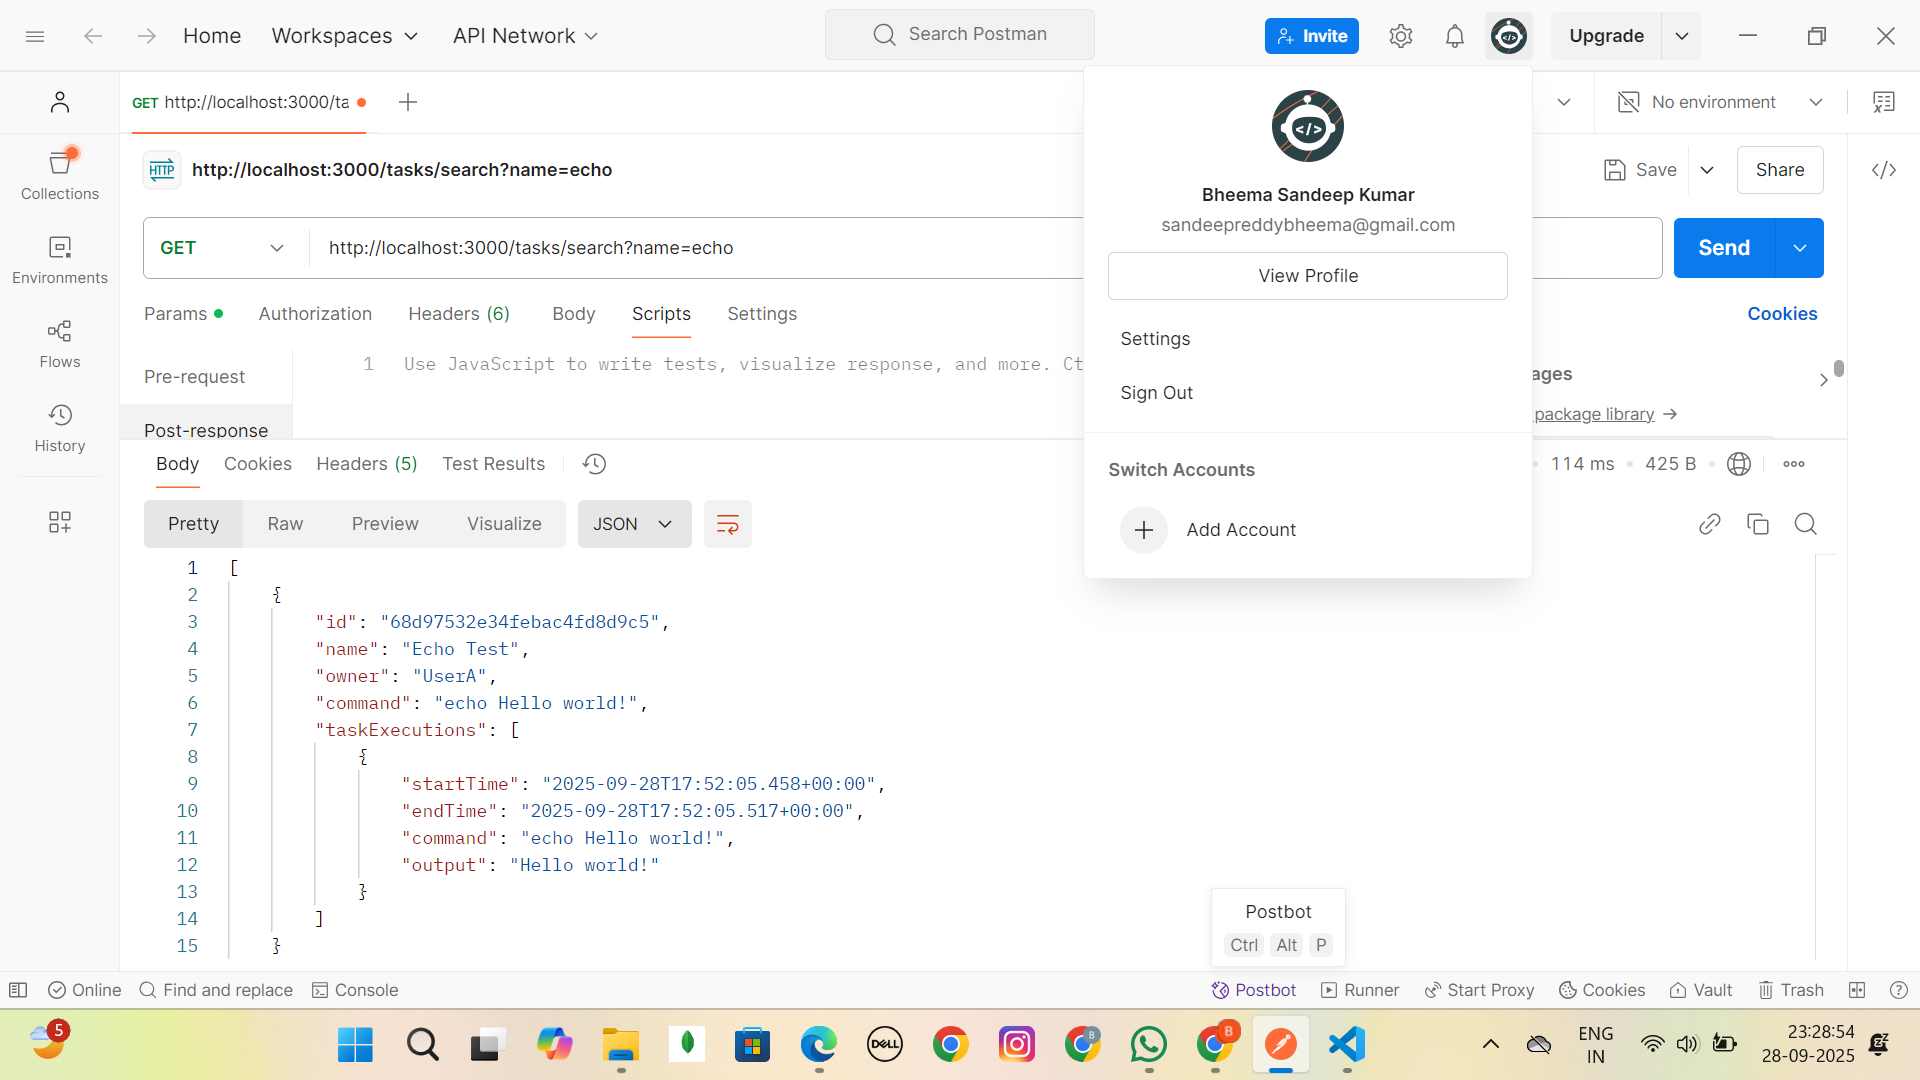 Home Workspaces API Network Search Postman Invite Upgrade
GET http://localhost:3000/ta No environment
HTTP http://localhost:3000/tasks/search?name=echo Save Share
GET http://localhost:3000/tasks/search?name=echo Send
Params Authorization Headers (6) Body Scripts Settings Cookies
Pre-request
Post-response
1 Use JavaScript to write tests, visualize response, and more. Ct
ages
package library →
Collections
Environments
Flows
History
</>
Bheema Sandeep Kumar
sandeepreddybheema@gmail.com
View Profile
Settings
Sign Out
Switch Accounts
Add Account
Body Cookies Headers (5) Test Results 114 ms 425 B
Pretty Raw Preview Visualize JSON
1 [
2 {
3 "id": "68d97532e34febac4fd8d9c5",
4 "name": "Echo Test",
5 "owner": "UserA",
6 "command": "echo Hello world!",
7 "taskExecutions": [
8 {
9 "startTime": "2025-09-28T17:52:05.458+00:00",
10 "endTime": "2025-09-28T17:52:05.517+00:00",
11 "command": "echo Hello world!",
12 "output": "Hello world!"
13 }
14 ]
15 }
Postbot
Ctrl Alt P
Online Find and replace Console Postbot Runner Start Proxy Cookies Vault Trash
5 DELL B B
ENG
IN
23:28:54
28-09-2025